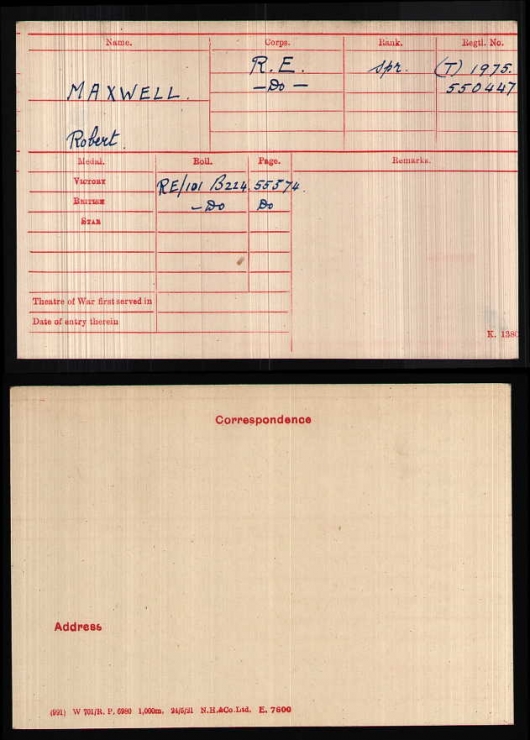 Name. Corps. Rank. Regtl. No.
R.E. Spr. (T) 1975.
MAXWELL. —Do— 550447
Robert.
Medal. Roll. Page. Remarks.
VICTORY RE/101 B224 55574.
BRITISH —Do Do
STAR
Theatre of War first served in
Date of entry therein
K. 1380
Correspondence
Address
(991) W 701/R. P. 6980 1,000m. 24/5/21 N.H.&Co.Ltd. E. 7600